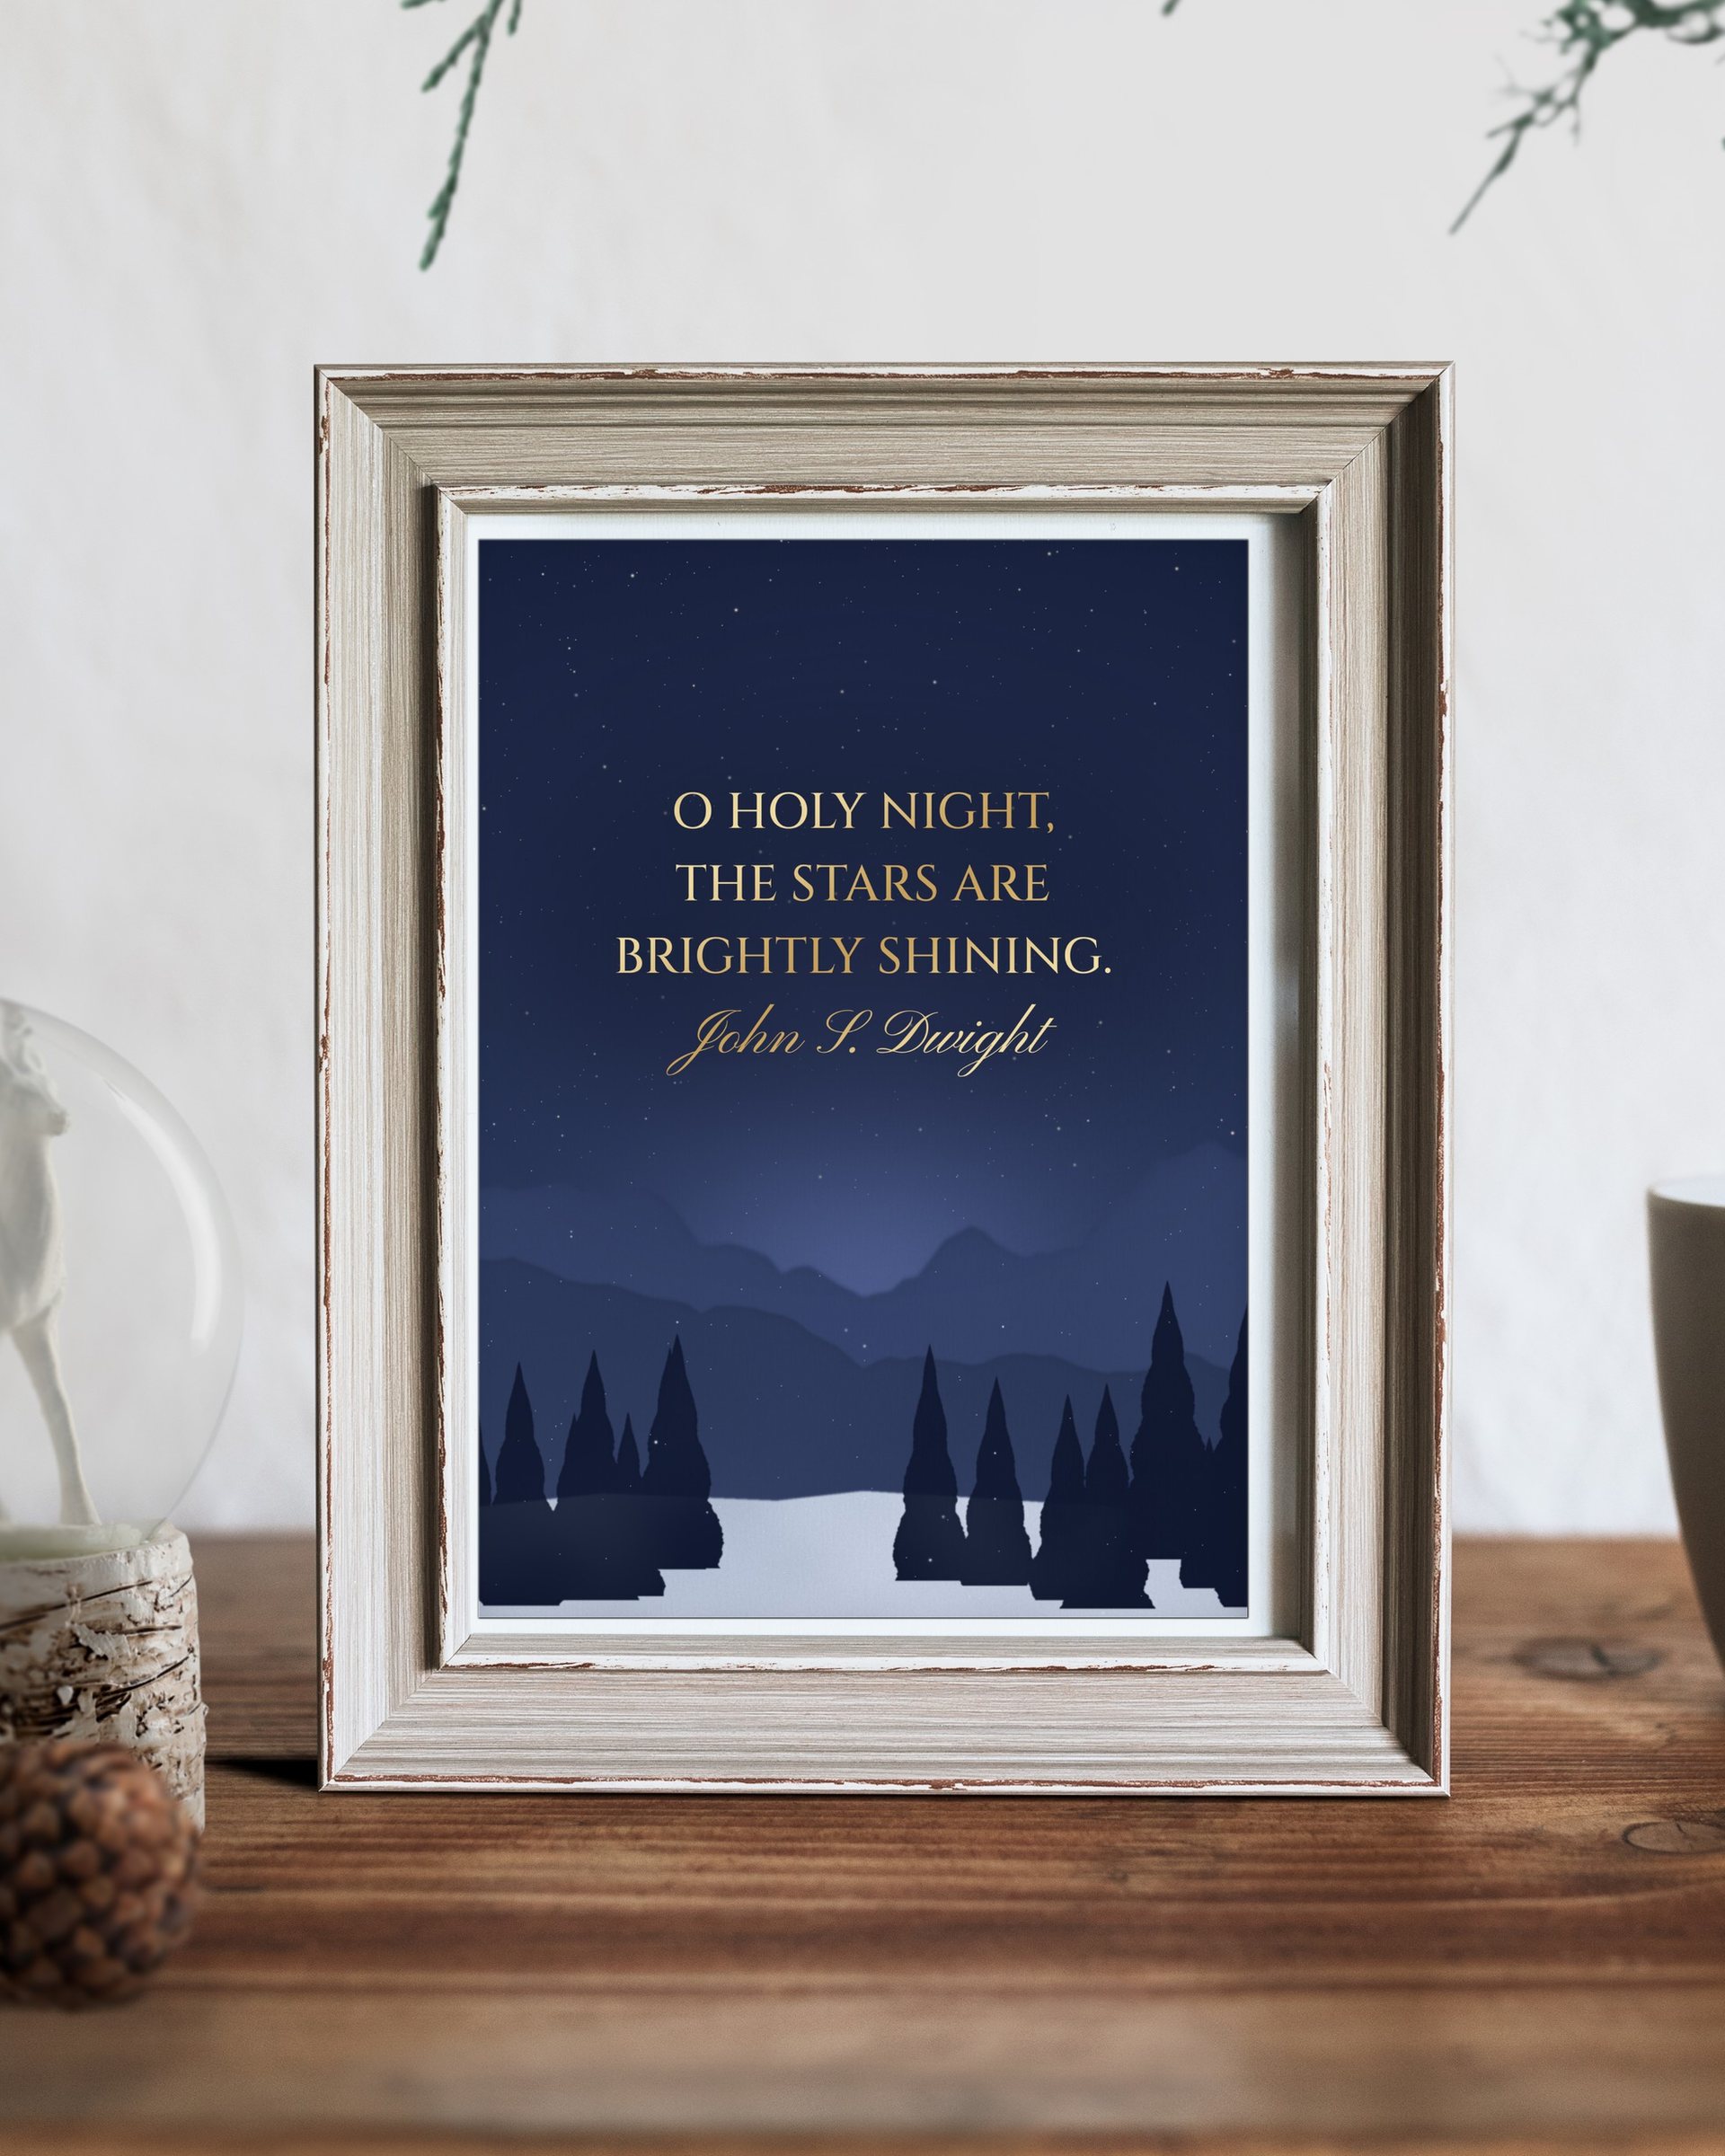 O HOLY NIGHT,
THE STARS ARE
BRIGHTLY SHINING.
John S. Dwight